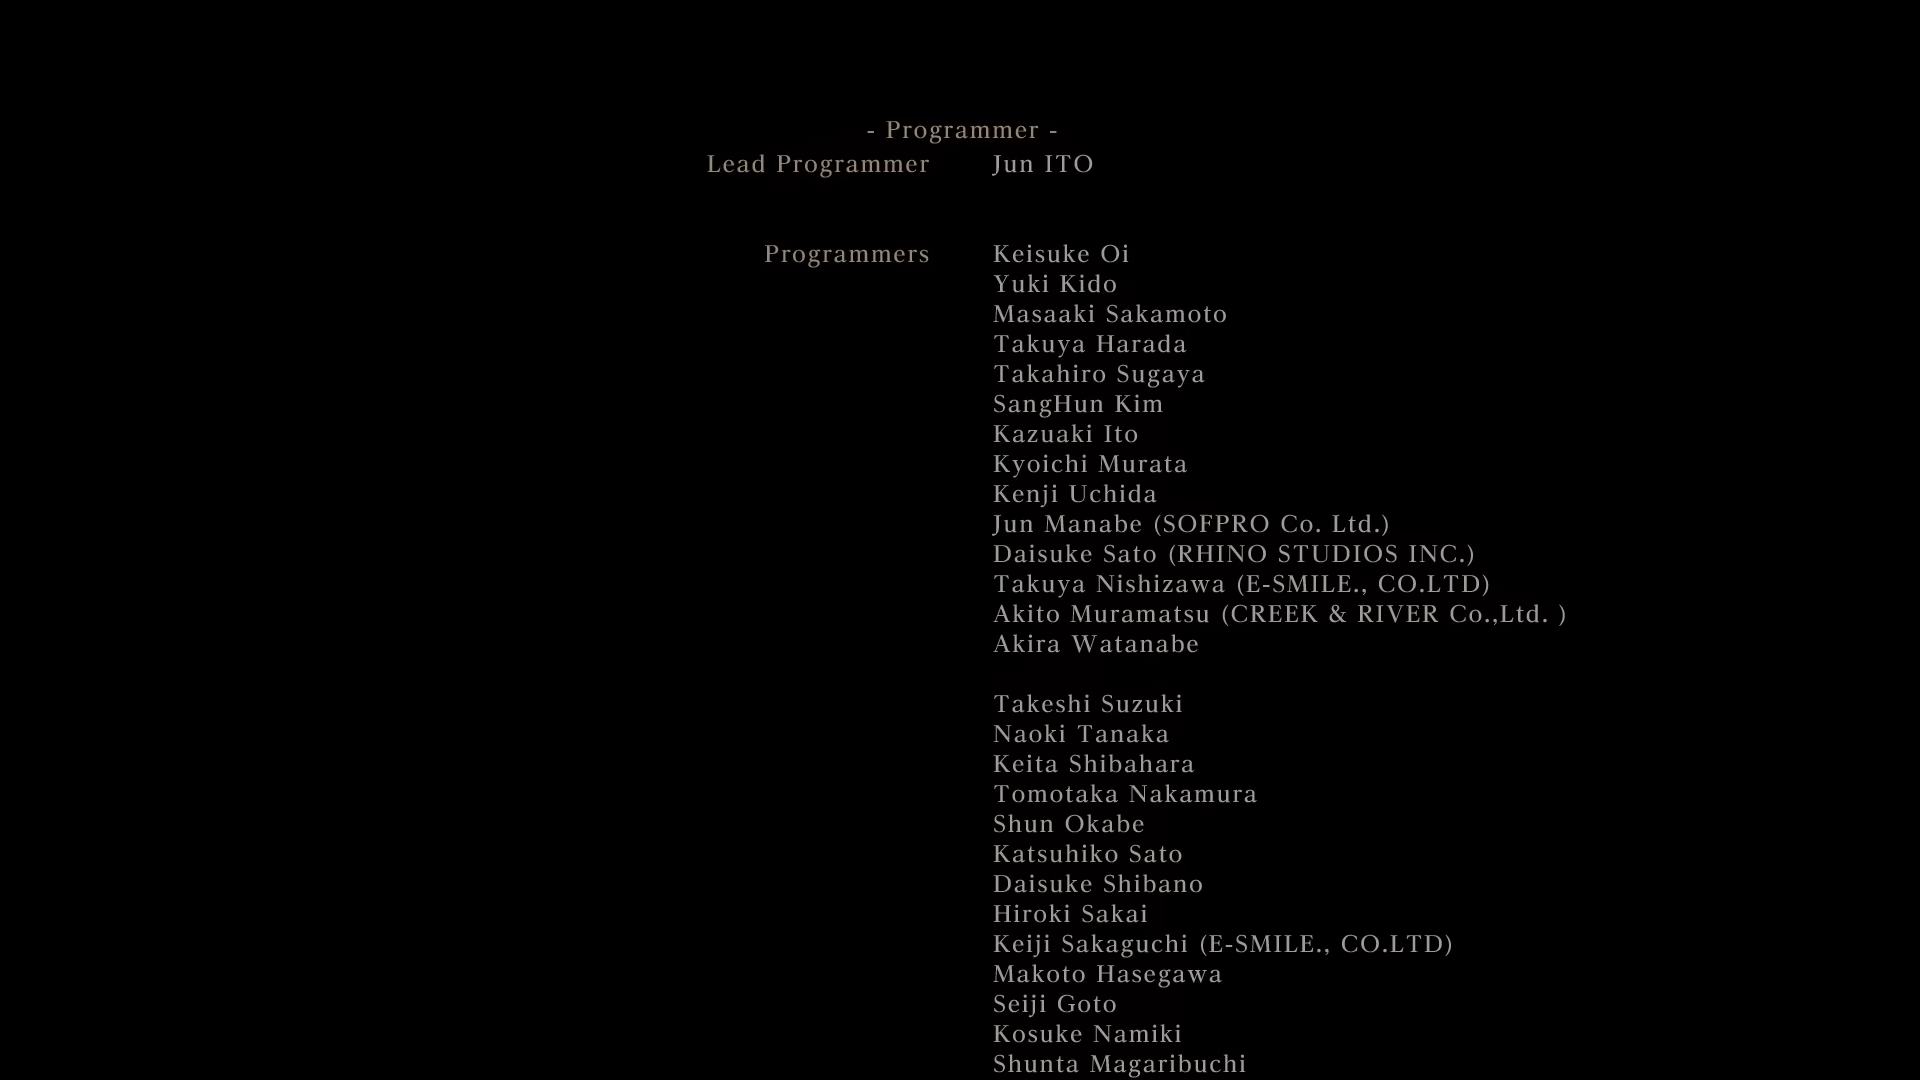 - Programmer -
Lead Programmer Jun ITO
Programmers Keisuke Oi
Yuki Kido
Masaaki Sakamoto
Takuya Harada
Takahiro Sugaya
SangHun Kim
Kazuaki Ito
Kyoichi Murata
Kenji Uchida
Jun Manabe (SOFPRO Co. Ltd.)
Daisuke Sato (RHINO STUDIOS INC.)
Takuya Nishizawa (E-SMILE., CO.LTD)
Akito Muramatsu (CREEK & RIVER Co.,Ltd. )
Akira Watanabe
Takeshi Suzuki
Naoki Tanaka
Keita Shibahara
Tomotaka Nakamura
Shun Okabe
Katsuhiko Sato
Daisuke Shibano
Hiroki Sakai
Keiji Sakaguchi (E-SMILE., CO.LTD)
Makoto Hasegawa
Seiji Goto
Kosuke Namiki
Shunta Magaribuchi